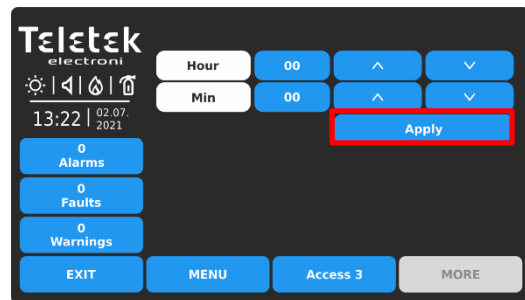 Tεletεk
electroni
13:22 | 02.07.
2021
0
Alarms
0
Faults
0
Warnings
Hour 00
Min 00
Apply
EXIT MENU Access 3 MORE